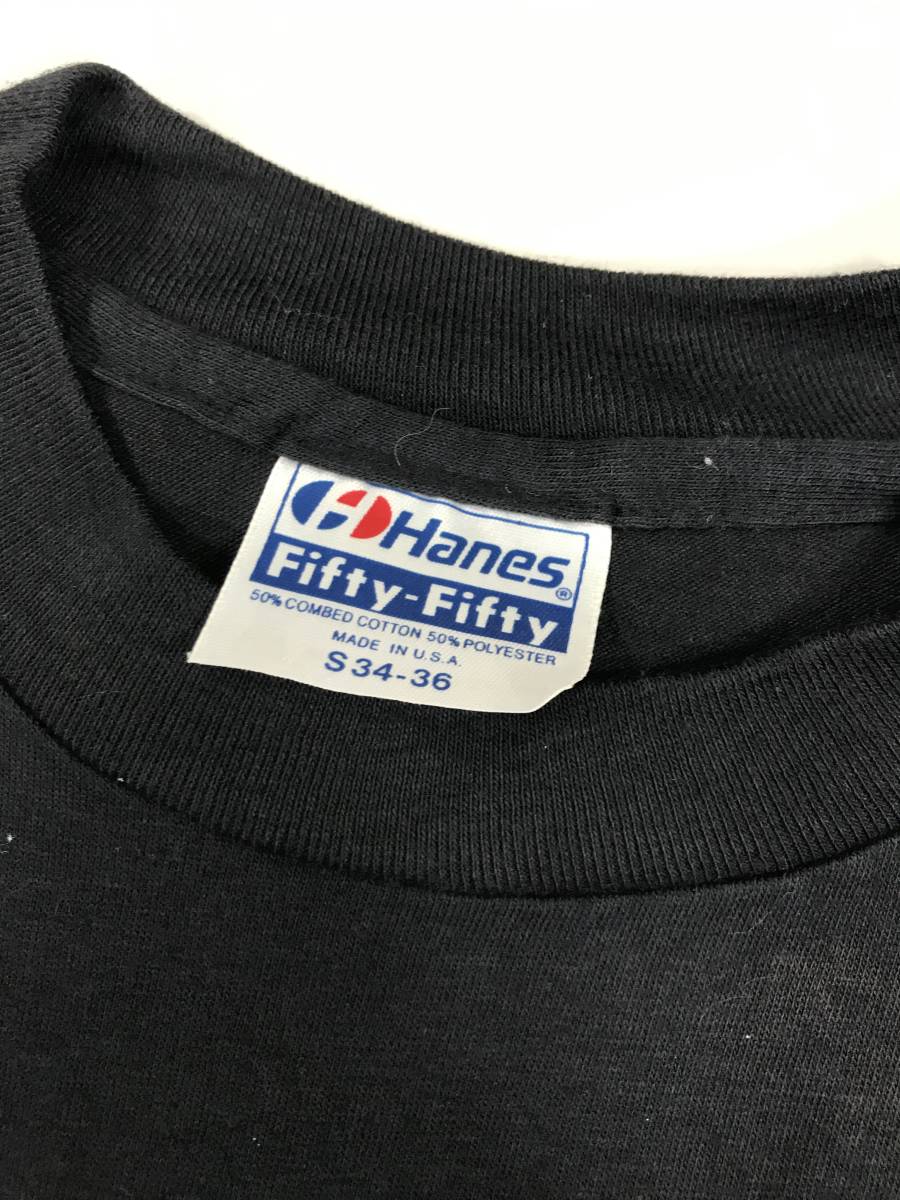 Hanes®
Fifty-Fifty
50% COMBED COTTON 50% POLYESTER
MADE IN U.S.A.
S 34-36